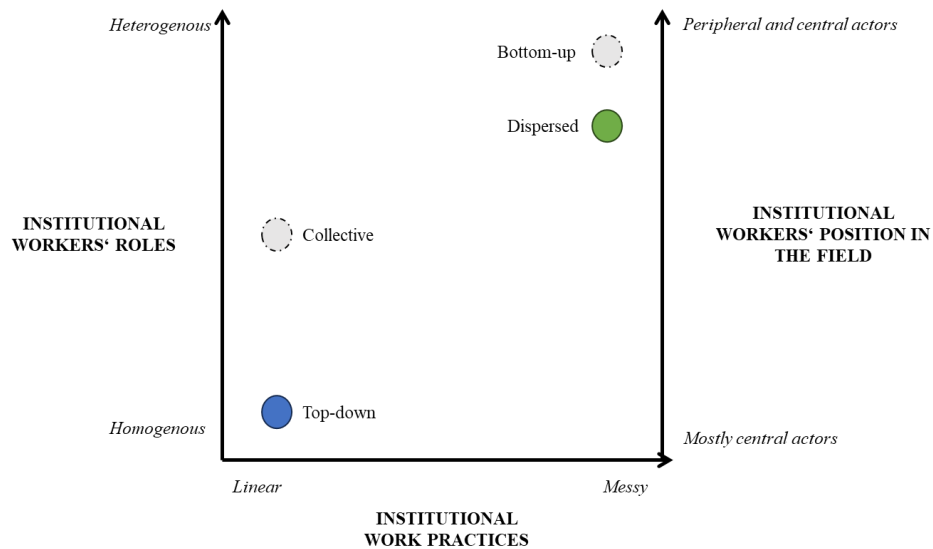 Heterogenous
Peripheral and central actors
Bottom-up
Dispersed
INSTITUTIONAL
WORKERS‘ ROLES
Collective
INSTITUTIONAL
WORKERS‘ POSITION IN
THE FIELD
Top-down
Homogenous
Mostly central actors
Linear
Messy
INSTITUTIONAL
WORK PRACTICES